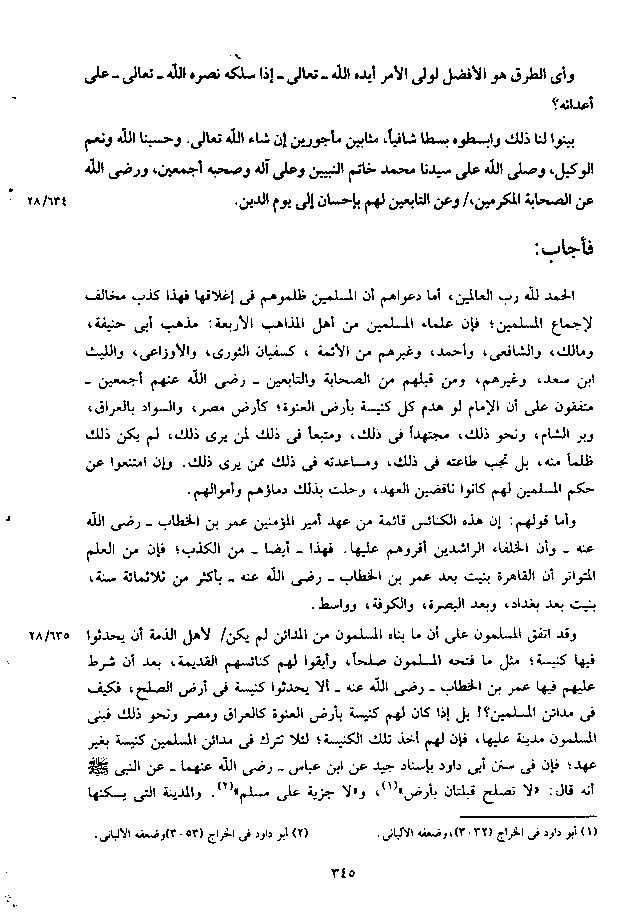 وأى الطرق هو الأفضل لولى الأمر أيده الله ـ تعالى ـ إذا سلكه نصره الله ـ تعالى ـ على
أعدائه؟
بينوا لنا ذلك وابسطوه بسطا شافياً، مثابين مأجورين إن شاء الله تعالى. وحسبنا الله ونعم
الوكيل، وصلى الله على سيدنا محمد خاتم النبيين وعلى آله وصحبه أجمعين، ورضى الله
عن الصحابة المكرمين،/ وعن التابعين لهم بإحسان إلى يوم الدين. ٢٨/٦٣٤
فأجاب:
الحمد لله رب العالمين، أما دعواهم أن المسلمين ظلموهم فى إغلاقها فهذا كذب مخالف
لإجماع المسلمين؛ فإن علماء المسلمين من أهل المذاهب الأربعة: مذهب أبى حنيفة،
ومالك، والشافعى، وأحمد، وغيرهم من الأئمة ، كسفيان الثورى، والأوزاعى، والليث
ابن سعد، وغيرهم، ومن قبلهم من الصحابة والتابعين ـ رضى الله عنهم أجمعين ـ
متفقون على أن الإمام لو هدم كل كنيسة بأرض العنوة؛ كأرض مصر، والسواد بالعراق،
وبر الشام، ونحو ذلك، مجتهداً فى ذلك، ومتبعاً فى ذلك لمن يرى ذلك، لم يكن ذلك
ظلماً منه، بل تجب طاعته فى ذلك، ومساعدته فى ذلك ممن يرى ذلك. وإن امتنعوا عن
حكم المسلمين لهم كانوا ناقضين العهد، وحلت بذلك دماؤهم وأموالهم.
وأما قولهم: إن هذه الكنائس قائمة من عهد أمير المؤمنين عمر بن الخطاب ـ رضى الله
عنه ـ وأن الخلفاء الراشدين أقروهم عليها. فهذا ـ أيضا ـ من الكذب؛ فإن من العلم
المتواتر أن القاهرة بنيت بعد عمر بن الخطاب ـ رضى الله عنه ـ بأكثر من ثلاثمائة سنة،
بنيت بعد بغداد، وبعد البصرة، والكوفة، وواسط.
وقد اتفق المسلمون على أن ما بناه المسلمون من المدائن لم يكن/ لأهل الذمة أن يحدثوا ٢٨/٦٣٥
فيها كنيسة؛ مثل ما فتحه المسلمون صلحاً، وأبقوا لهم كنائسهم القديمة، بعد أن شرط
عليهم فيها عمر بن الخطاب ـ رضى الله عنه ـ ألا يحدثوا كنيسة فى أرض الصلح، فكيف
فى مدائن المسلمين؟! بل إذا كان لهم كنيسة بأرض العنوة كالعراق ومصر ونحو ذلك فبنى
المسلمون مدينة عليها، فإن لهم أخذ تلك الكنيسة؛ لئلا تترك فى مدائن المسلمين كنيسة بغير
عهد؛ فإن فى سنن أبى داود بإسناد جيد عن ابن عباس ـ رضى الله عنهما ـ عن النبى ﷺ
أنه قال: «لا تصلح قبلتان بأرض»(١)، و«لا جزية على مسلم»(٢). والمدينة التى يسكنها
(١) أبو داود فى الخراج (٣٠٣٢)، وضعفه الألبانى. (٢) أبو داود فى الخراج (٣٠٥٣)وضعفه الألبانى.
٣٤٥